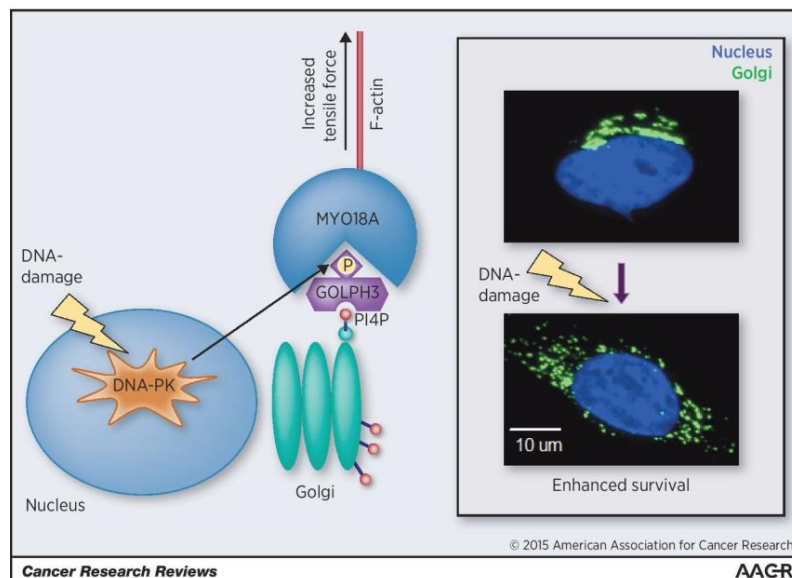 Increased
tensile force
F-actin
MYO18A
P
GOLPH3
PI4P
DNA-
damage
DNA-PK
Nucleus
Golgi
Nucleus
Golgi
DNA-
damage
10 um
Enhanced survival
© 2015 American Association for Cancer Research
Cancer Research Reviews
AACR